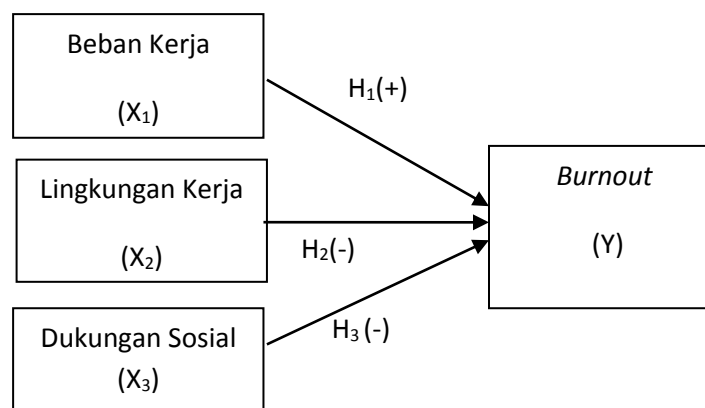 Beban Kerja
(X₁)
H₁(+)
Lingkungan Kerja
(X₂)
H₂(-)
Burnout
(Y)
Dukungan Sosial
(X₃)
H₃ (-)